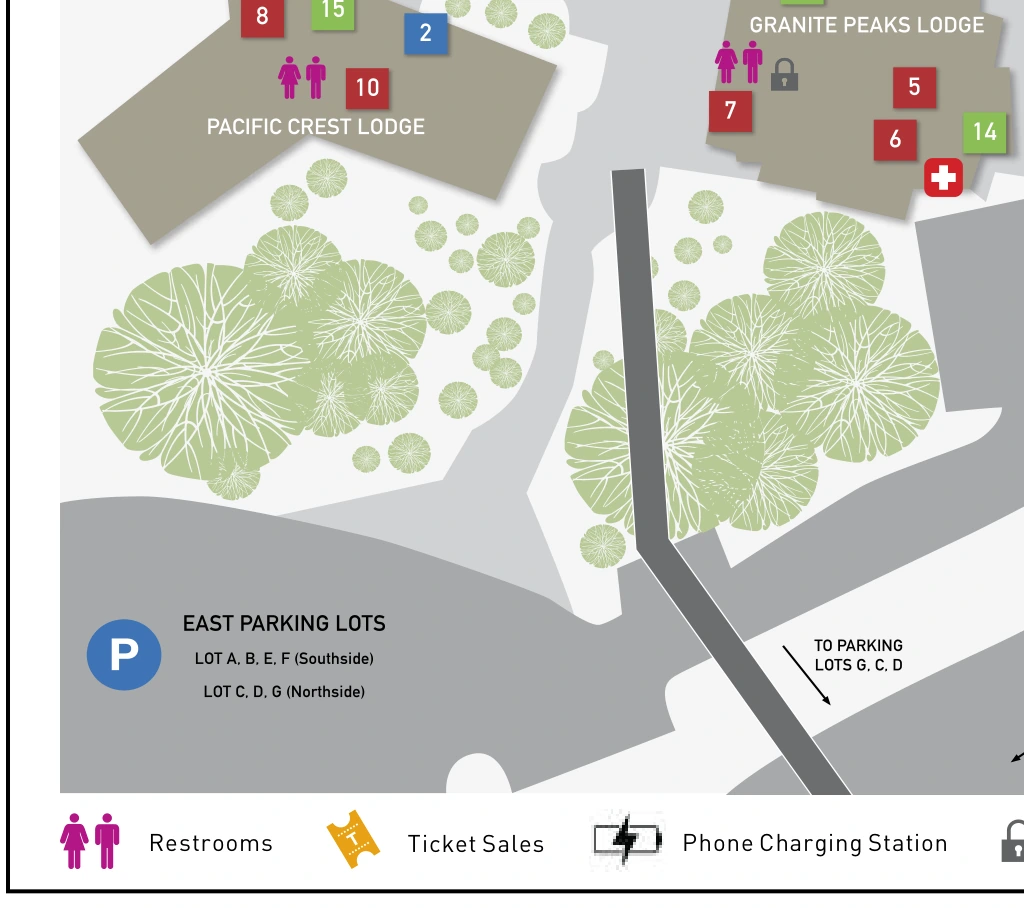 8
15
2
10
PACIFIC CREST LODGE
GRANITE PEAKS LODGE
5
7
6
14
P
EAST PARKING LOTS
LOT A, B, E, F (Southside)
LOT C, D, G (Northside)
TO PARKING
LOTS G, C, D
Restrooms
T
Ticket Sales
Phone Charging Station